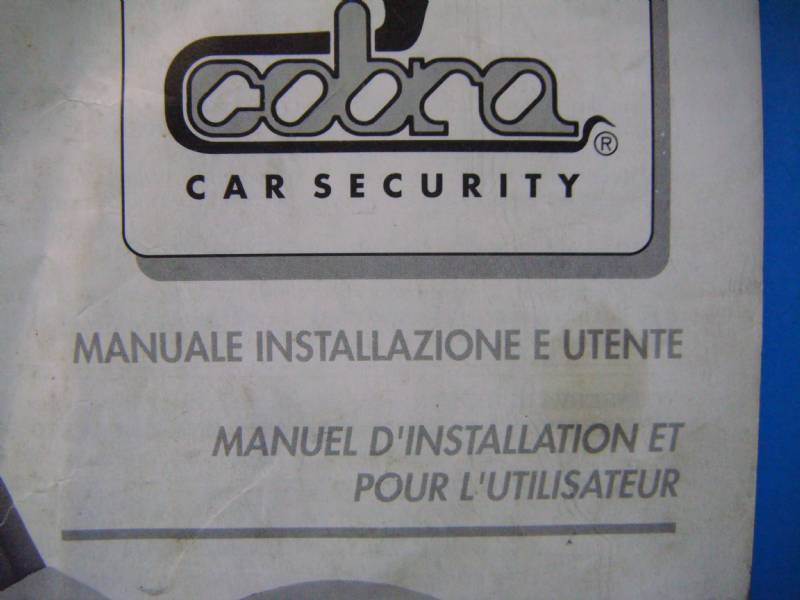 cobra®
CAR SECURITY
MANUALE INSTALLAZIONE E UTENTE
MANUEL D'INSTALLATION ET
POUR L'UTILISATEUR